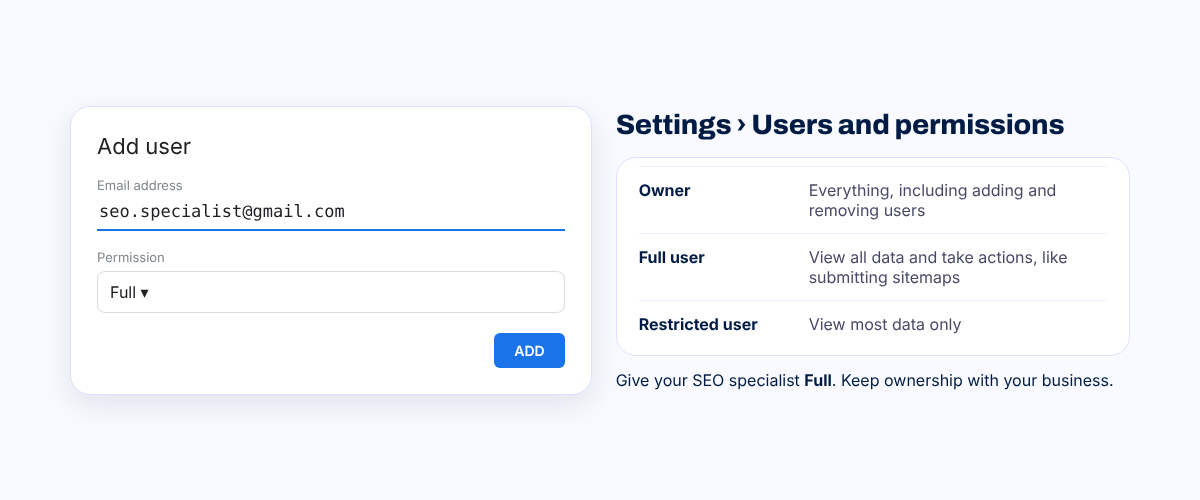 Add user
Email address
seo.specialist@gmail.com
Permission
Full ▾
ADD
Settings › Users and permissions
Owner
Everything, including adding and
removing users
Full user
View all data and take actions, like
submitting sitemaps
Restricted user
View most data only
Give your SEO specialist Full. Keep ownership with your business.